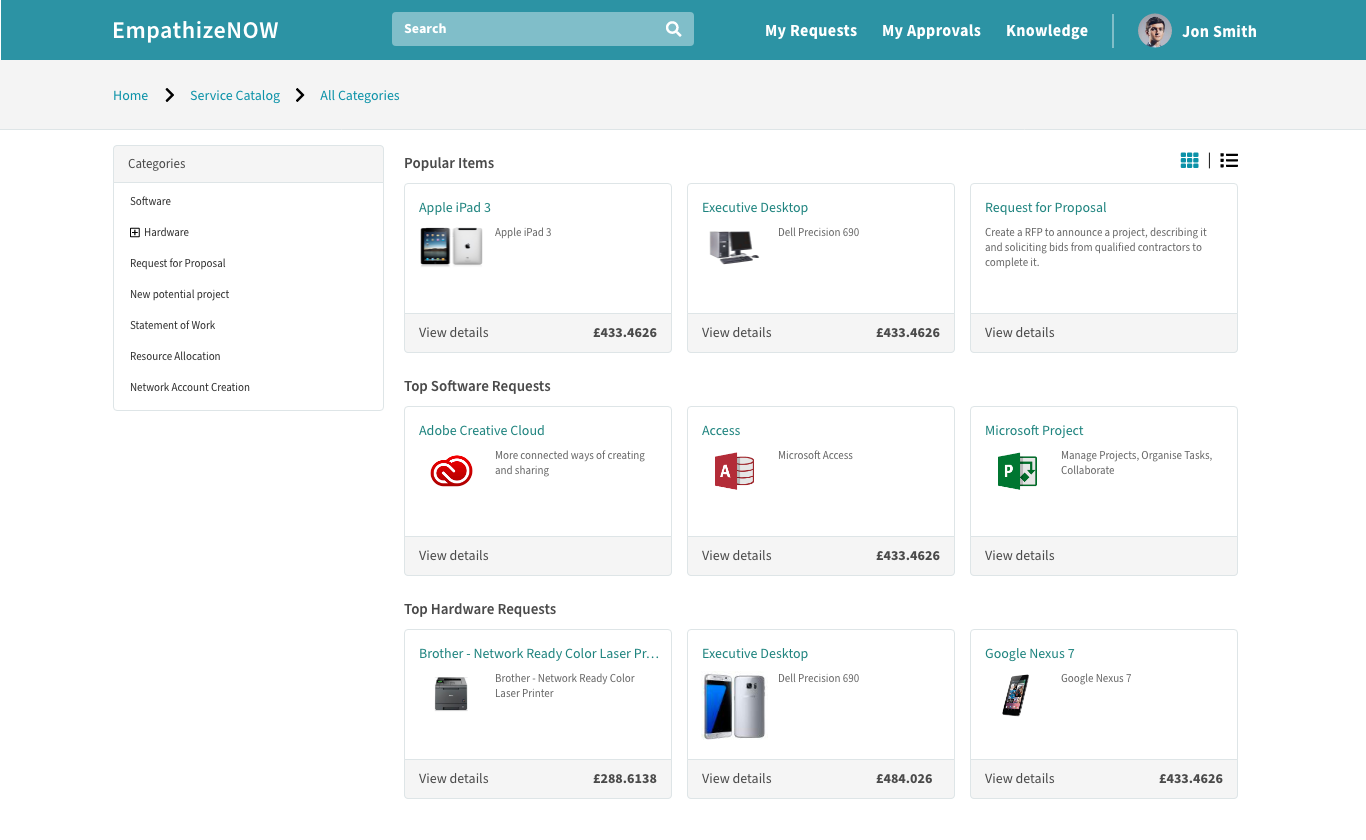 EmpathizeNOW
Search
My Requests
My Approvals
Knowledge
Jon Smith
Home
Service Catalog
All Categories
Categories
Software
Hardware
Request for Proposal
New potential project
Statement of Work
Resource Allocation
Network Account Creation
Popular Items
Apple iPad 3
Apple iPad 3
View details
£433.4626
Executive Desktop
Dell Precision 690
View details
£433.4626
Request for Proposal
Create a RFP to announce a project, describing it
and soliciting bids from qualified contractors to
complete it.
View details
Top Software Requests
Adobe Creative Cloud
More connected ways of creating
and sharing
View details
Access
A
Microsoft Access
View details
£433.4626
Microsoft Project
P
Manage Projects, Organise Tasks,
Collaborate
View details
Top Hardware Requests
Brother - Network Ready Color Laser Pr...
Brother - Network Ready Color
Laser Printer
View details
£288.6138
Executive Desktop
Dell Precision 690
View details
£484.026
Google Nexus 7
Google Nexus 7
View details
£433.4626